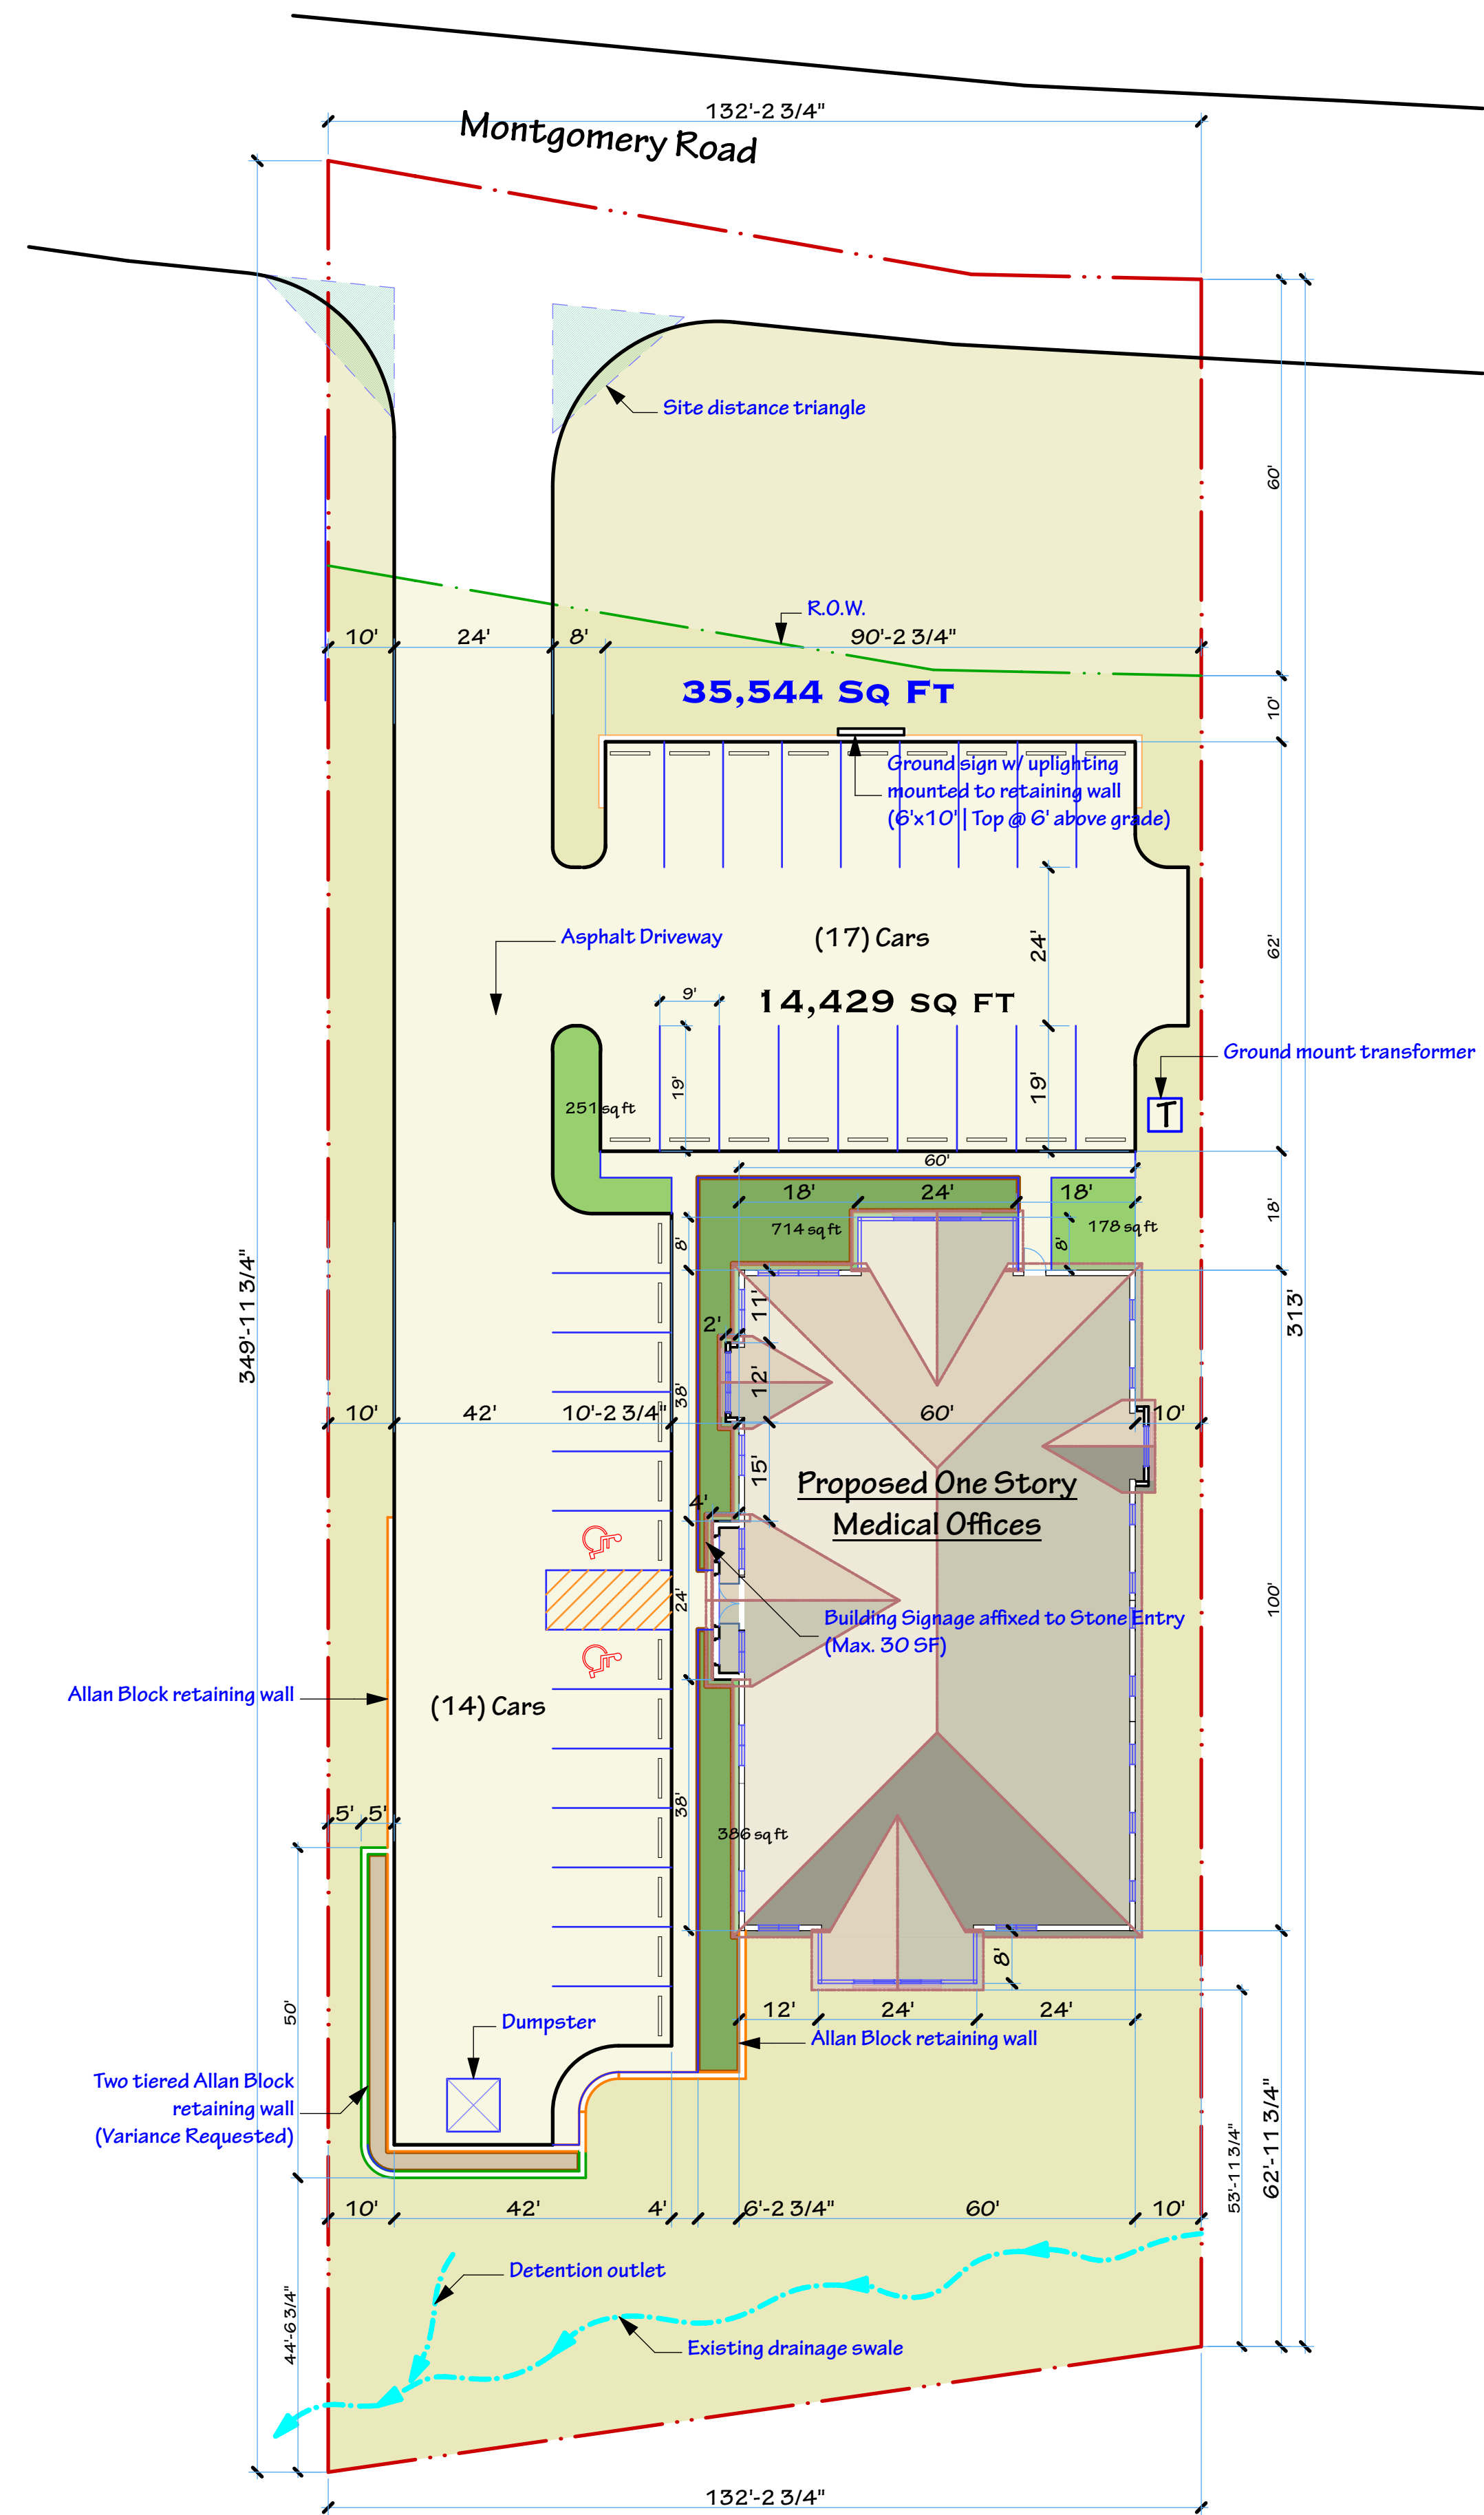 132'-2 3/4"
Montgomery Road
Site distance triangle
60'
R.O.W.
10'
24'
8'
90'-2 3/4"
35,544 Sq Ft
10'
Ground sign w/ uplighting
mounted to retaining wall
(6'x10' | Top @ 6' above grade)
Asphalt Driveway
(17) Cars
24'
62'
9'
14,429 SQ FT
Ground mount transformer
19'
19'
T
251 sq ft
60'
18'
24'
18'
18'
714 sq ft
178 sq ft
8'
8'
349'-11 3/4"
313'
11'
2'
12'
38'
10'
42'
10'-2 3/4"
60'
10'
15'
Proposed One Story
Medical Offices
4'
24'
100'
Building Signage affixed to Stone Entry
(Max. 30 SF)
Allan Block retaining wall
(14) Cars
38'
5'
5'
386 sq ft
8'
50'
12'
24'
24'
Dumpster
Allan Block retaining wall
Two tiered Allan Block
retaining wall
(Variance Requested)
53'-11 3/4"
62'-11 3/4"
10'
42'
4'
6'-2 3/4"
60'
10'
Detention outlet
44'-6 3/4"
Existing drainage swale
132'-2 3/4"